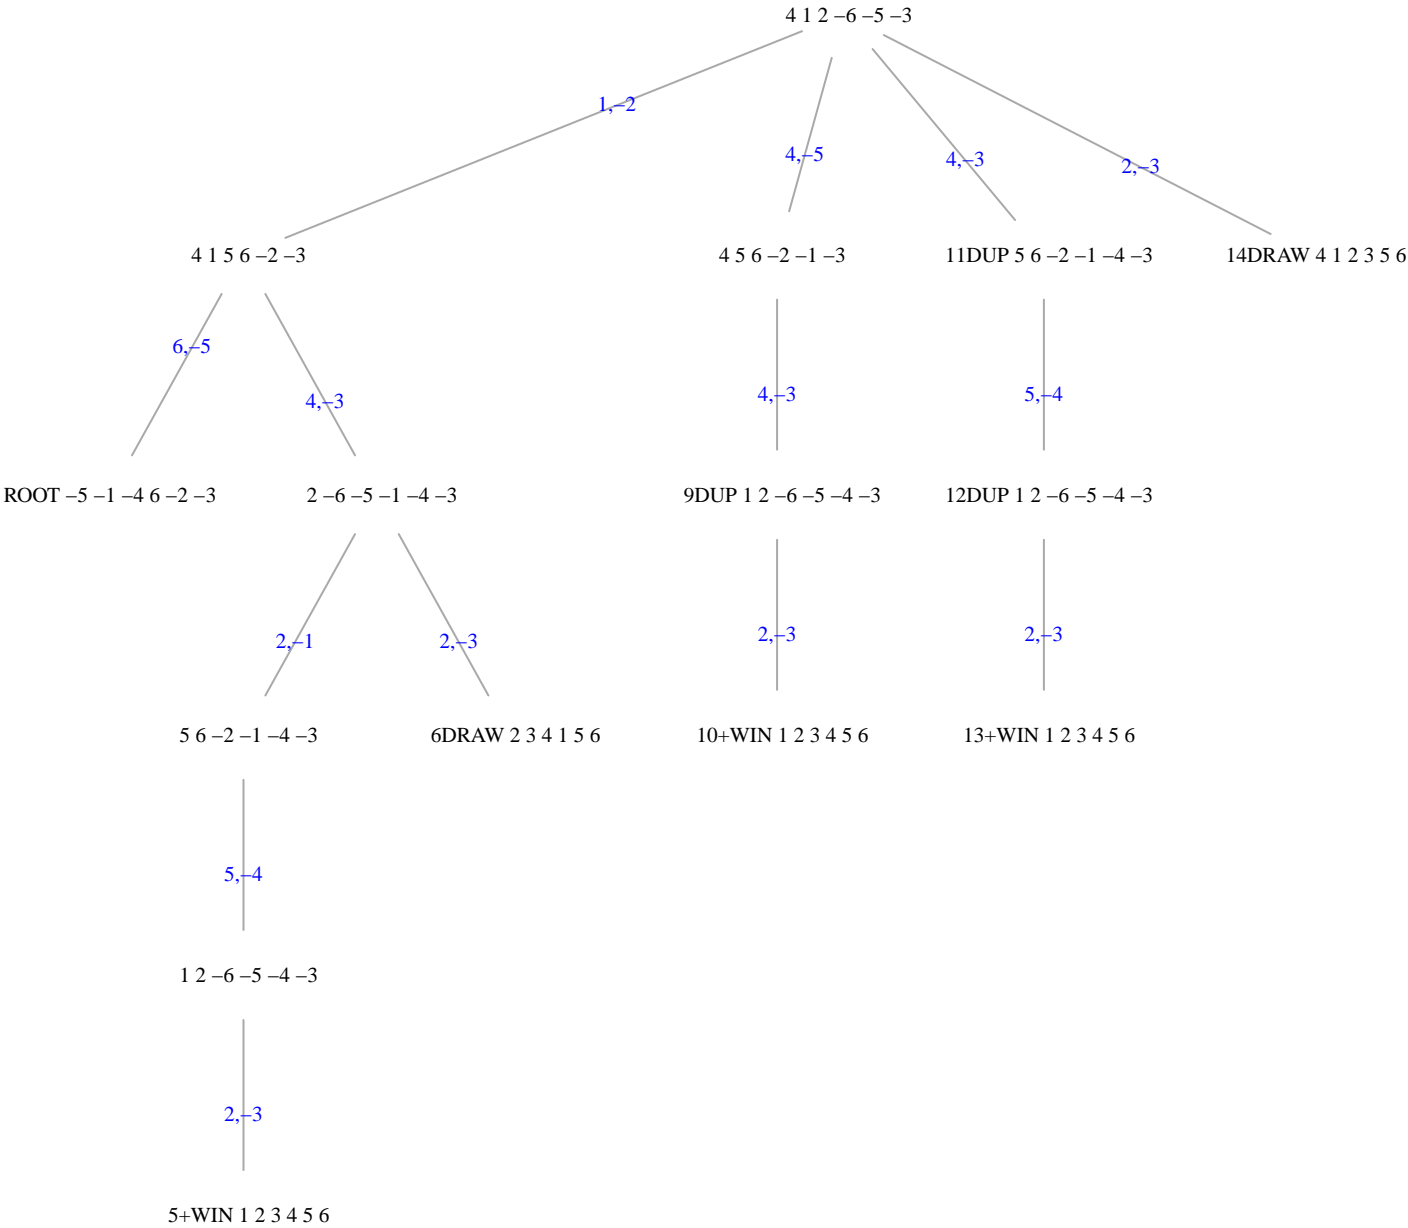 4 1 2 –6 –5 –3
1,–2
4,–5
4,–3
2,–3
4 1 5 6 –2 –3
4 5 6 –2 –1 –3
11DUP 5 6 –2 –1 –4 –3
14DRAW 4 1 2 3 5 6
6,–5
4,–3
4,–3
5,–4
ROOT –5 –1 –4 6 –2 –3
2 –6 –5 –1 –4 –3
9DUP 1 2 –6 –5 –4 –3
12DUP 1 2 –6 –5 –4 –3
2,–1
2,–3
2,–3
2,–3
5 6 –2 –1 –4 –3
6DRAW 2 3 4 1 5 6
10+WIN 1 2 3 4 5 6
13+WIN 1 2 3 4 5 6
5,–4
1 2 –6 –5 –4 –3
2,–3
5+WIN 1 2 3 4 5 6